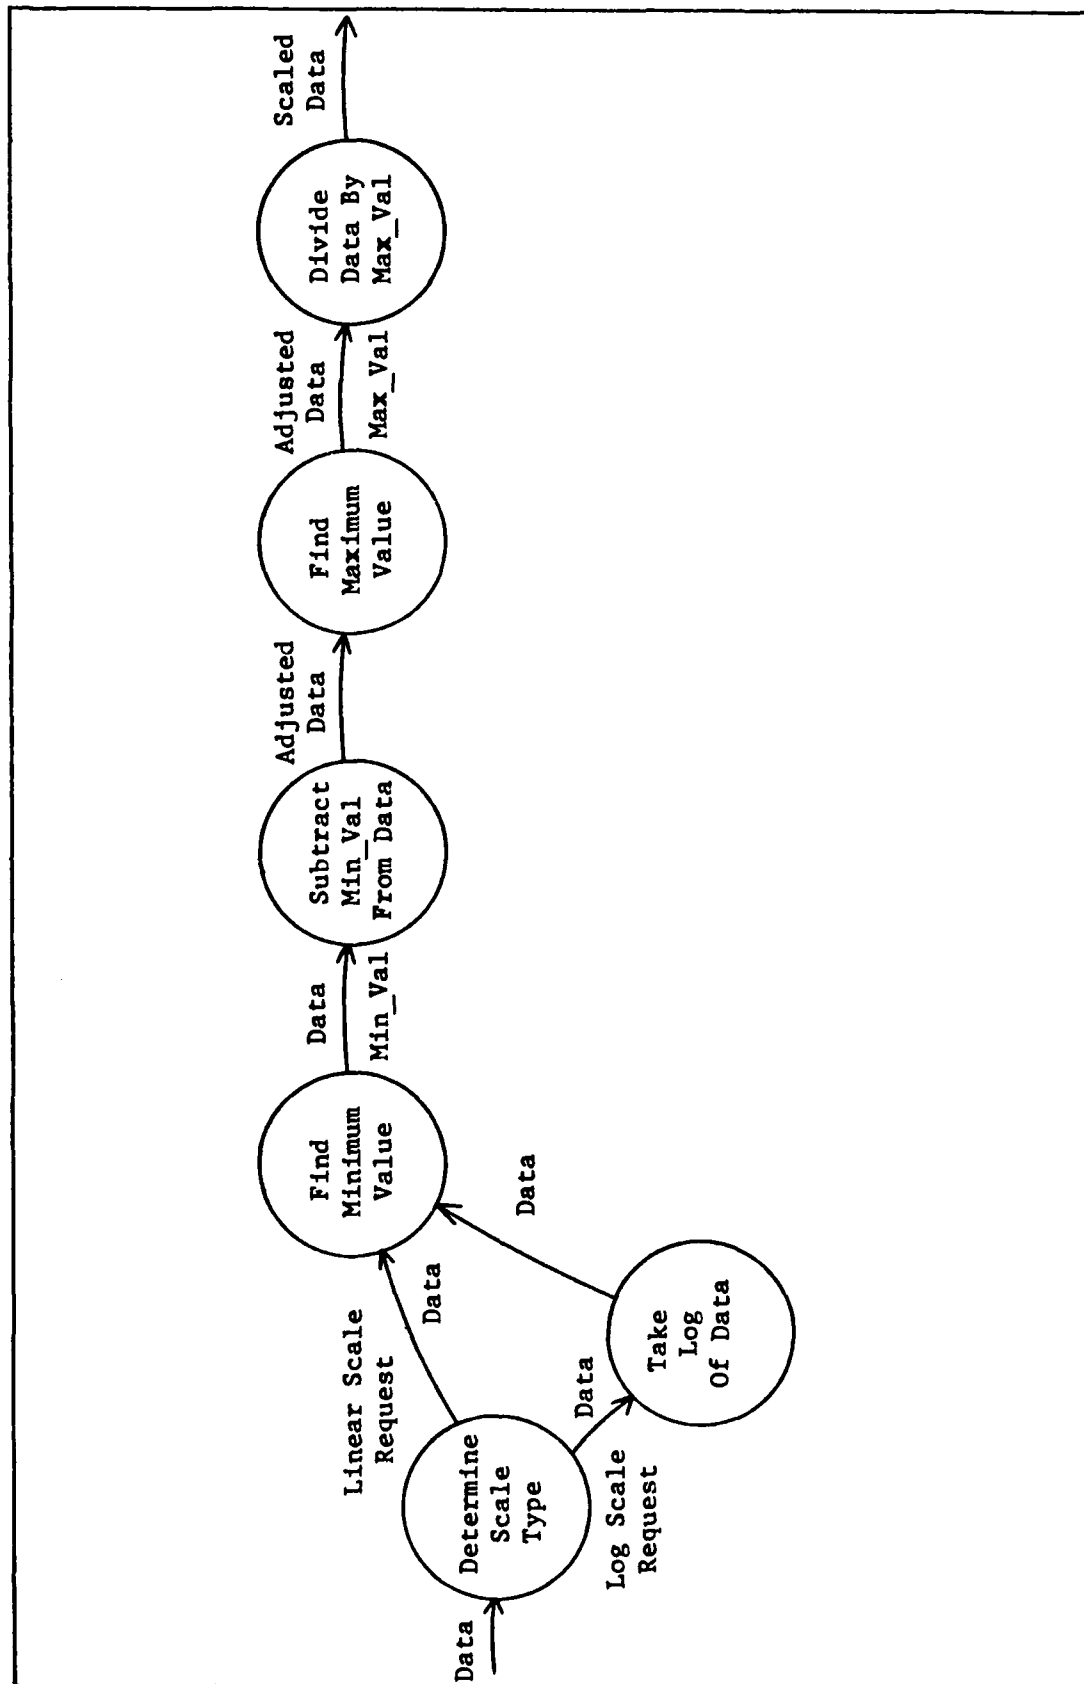 Data
Determine
Scale
Type
Linear Scale
Request
Data
Log Scale
Request
Data
Take
Log
Of Data
Data
Find
Minimum
Value
Data
Min_Val
Subtract
Min_Val
From Data
Adjusted
Data
Find
Maximum
Value
Adjusted
Data
Max_Val
Divide
Data By
Max_Val
Scaled
Data